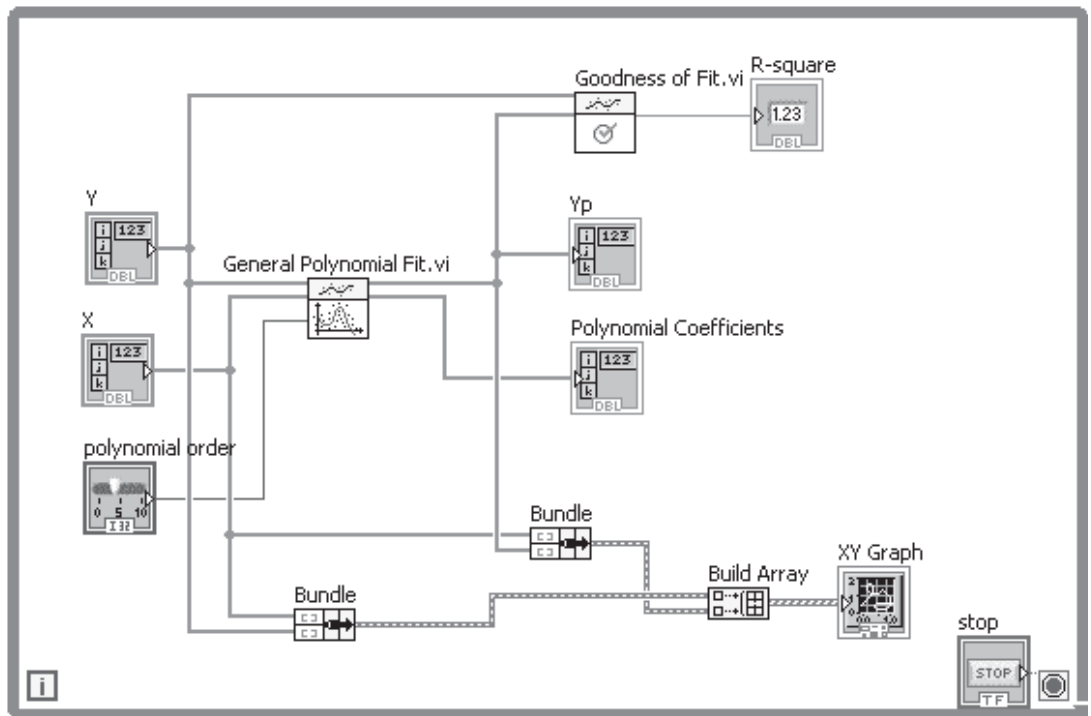 R-square
Goodness of Fit.vi
1.23
DBL
Y
i 123
j
k
DBL
Yp
i 123
j
k
DBL
General Polynomial Fit.vi
X
i 123
j
k
DBL
Polynomial Coefficients
i 123
j
k
DBL
polynomial order
0 5 10
I32
Bundle
XY Graph
Build Array
Bundle
stop
STOP
TF
i